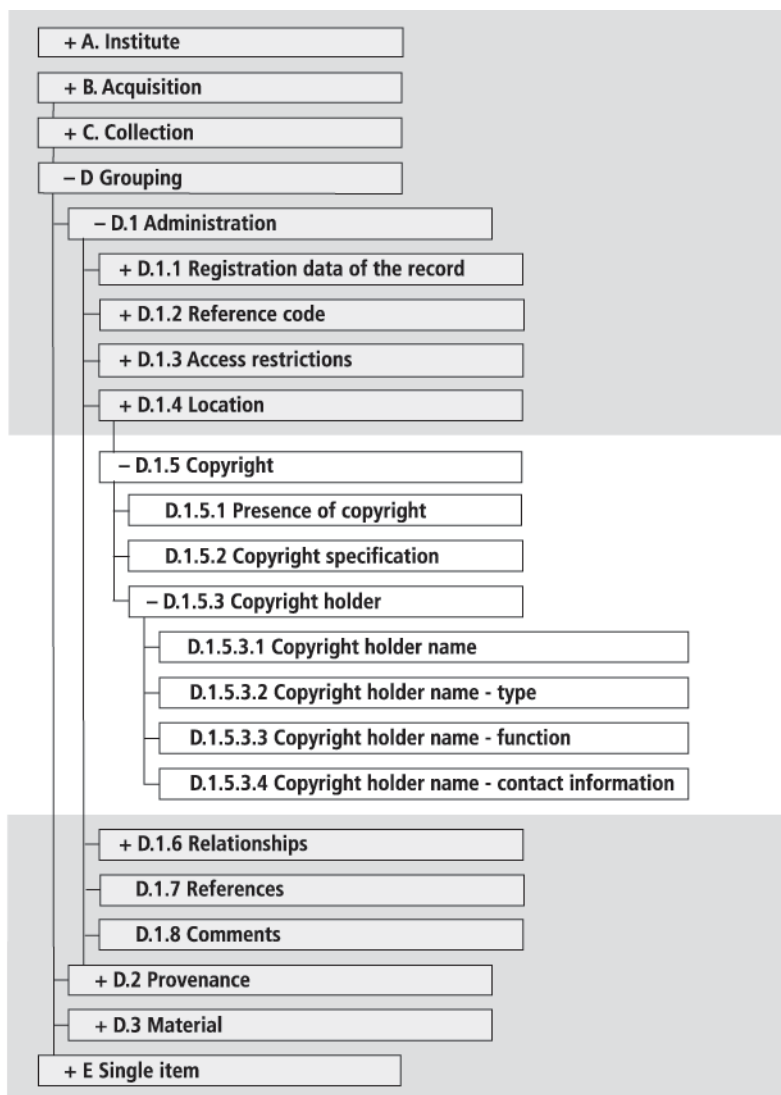 + A. Institute
+ B. Acquisition
+ C. Collection
– D Grouping
– D.1 Administration
+ D.1.1 Registration data of the record
+ D.1.2 Reference code
+ D.1.3 Access restrictions
+ D.1.4 Location
– D.1.5 Copyright
D.1.5.1 Presence of copyright
D.1.5.2 Copyright specification
– D.1.5.3 Copyright holder
D.1.5.3.1 Copyright holder name
D.1.5.3.2 Copyright holder name - type
D.1.5.3.3 Copyright holder name - function
D.1.5.3.4 Copyright holder name - contact information
+ D.1.6 Relationships
D.1.7 References
D.1.8 Comments
+ D.2 Provenance
+ D.3 Material
+ E Single item